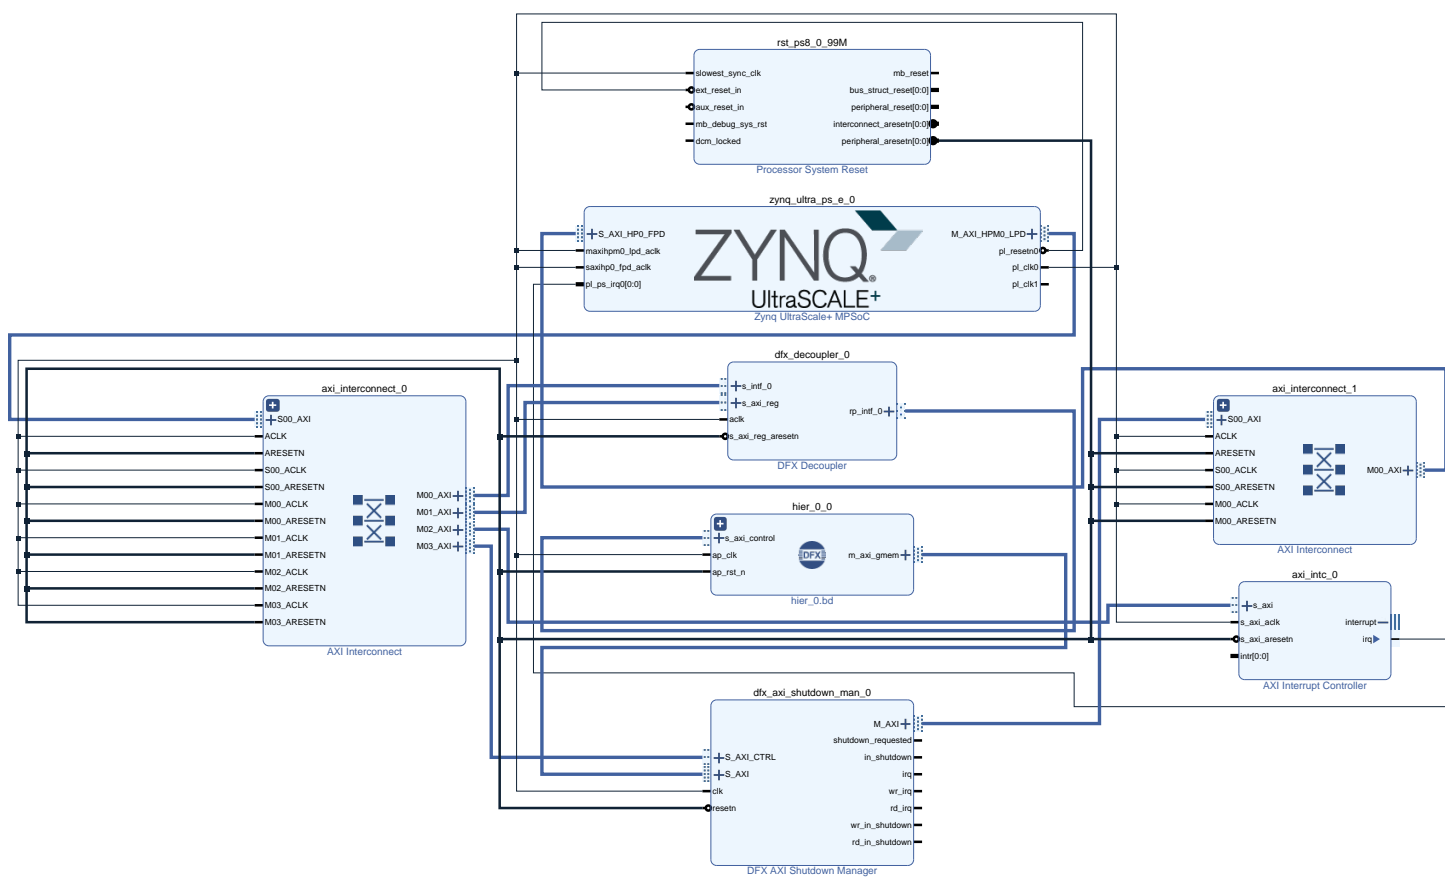 rst_ps8_0_99M
slowest_sync_clk
ext_reset_in
aux_reset_in
mb_debug_sys_rst
dcm_locked
mb_reset
bus_struct_reset[0:0]
peripheral_reset[0:0]
interconnect_aresetn[0:0]
peripheral_aresetn[0:0]
Processor System Reset
zynq_ultra_ps_e_0
S_AXI_HP0_FPD
maxihpm0_lpd_aclk
saxihp0_fpd_aclk
pl_ps_irq0[0:0]
ZYNQ®
UltraSCALE+
M_AXI_HPM0_LPD
pl_resetn0
pl_clk0
pl_clk1
Zynq UltraScale+ MPSoC
axi_interconnect_0
S00_AXI
ACLK
ARESETN
S00_ACLK
S00_ARESETN
M00_ACLK
M00_ARESETN
M01_ACLK
M01_ARESETN
M02_ACLK
M02_ARESETN
M03_ACLK
M03_ARESETN
M00_AXI
M01_AXI
M02_AXI
M03_AXI
AXI Interconnect
dfx_decoupler_0
s_intf_0
s_axi_reg
aclk
s_axi_reg_aresetn
rp_intf_0
DFX Decoupler
hier_0_0
s_axi_control
ap_clk
ap_rst_n
DFX
m_axi_gmem
hier_0.bd
dfx_axi_shutdown_man_0
S_AXI_CTRL
S_AXI
clk
resetn
M_AXI
shutdown_requested
in_shutdown
irq
wr_irq
rd_irq
wr_in_shutdown
rd_in_shutdown
DFX AXI Shutdown Manager
axi_interconnect_1
S00_AXI
ACLK
ARESETN
S00_ACLK
S00_ARESETN
M00_ACLK
M00_ARESETN
M00_AXI
AXI Interconnect
axi_intc_0
s_axi
s_axi_aclk
s_axi_aresetn
intr[0:0]
interrupt
irq
AXI Interrupt Controller